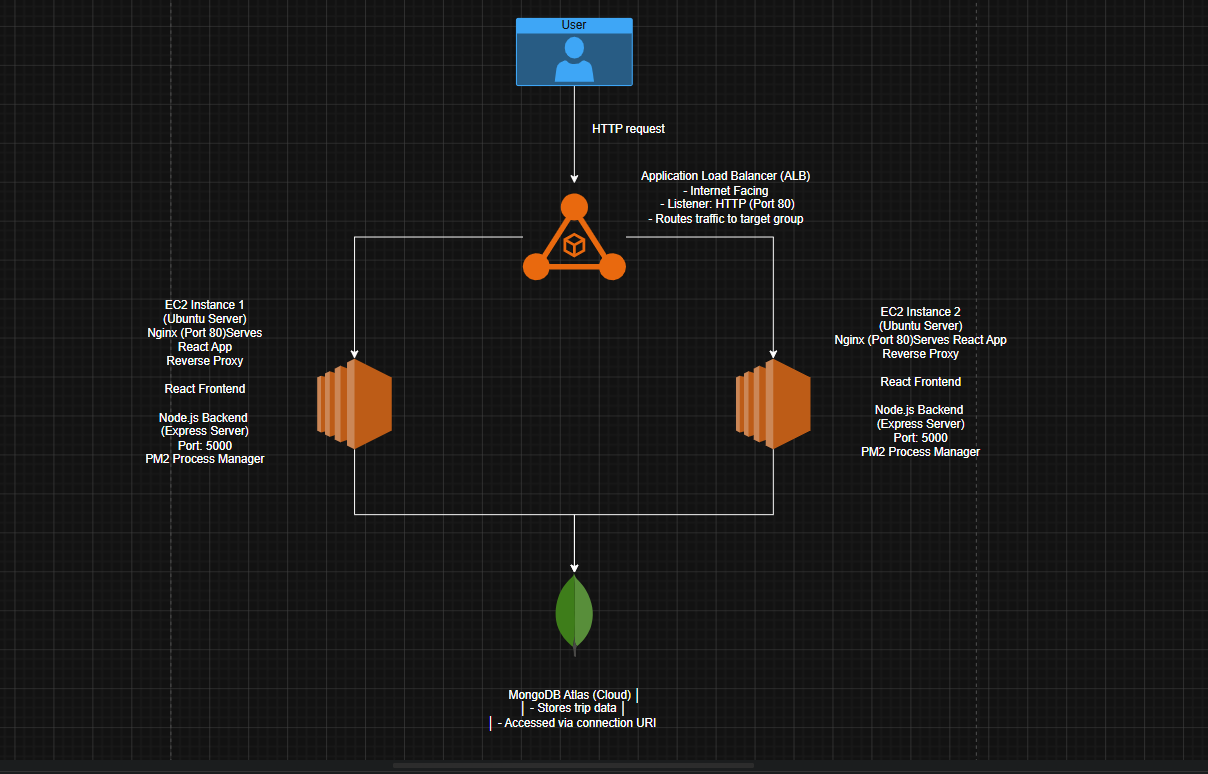 User
HTTP request
Application Load Balancer (ALB)
- Internet Facing
- Listener: HTTP (Port 80)
- Routes traffic to target group
EC2 Instance 1
(Ubuntu Server)
Nginx (Port 80)Serves
React App
Reverse Proxy
React Frontend
Node.js Backend
(Express Server)
Port: 5000
PM2 Process Manager
EC2 Instance 2
(Ubuntu Server)
Nginx (Port 80)Serves React App
Reverse Proxy
React Frontend
Node.js Backend
(Express Server)
Port: 5000
PM2 Process Manager
MongoDB Atlas (Cloud) |
| - Stores trip data |
| - Accessed via connection URI